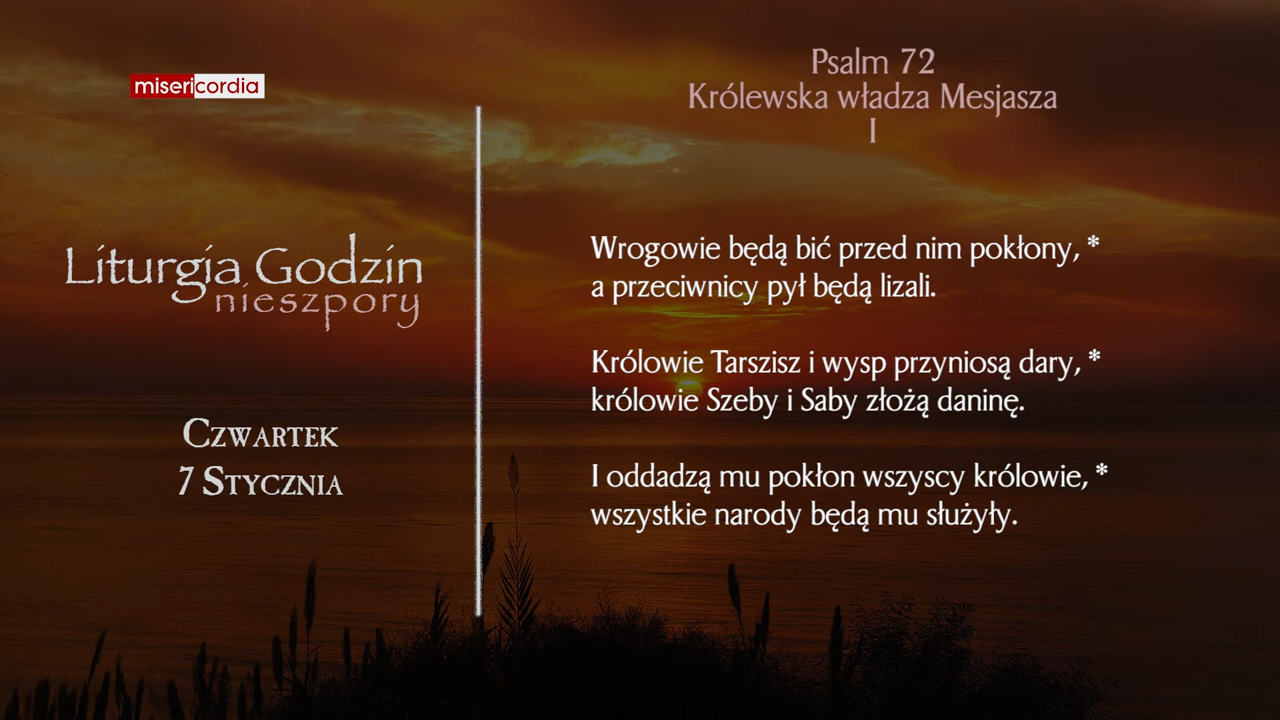 misericordia
Liturgia Godzin
nieszpory
Czwartek
7 Stycznia
Psalm 72
Królewska władza Mesjasza
I
Wrogowie będą bić przed nim pokłony, *
a przeciwnicy pył będą lizali.
Królowie Tarszisz i wysp przyniosą dary, *
królowie Szeby i Saby złożą daninę.
I oddadzą mu pokłon wszyscy królowie, *
wszystkie narody będą mu służyły.